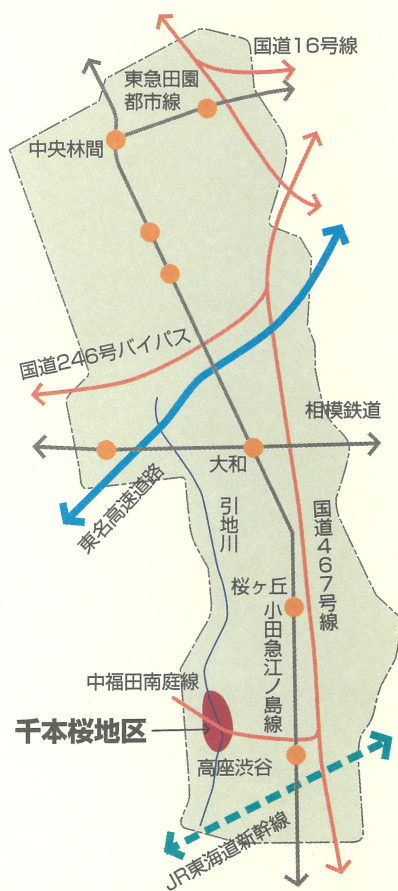 国道16号線
東急田園
都市線
中央林間
国道246号バイパス
相模鉄道
大和
東名高速道路
引地川
国道467号線
桜ヶ丘
小田急江ノ島線
中福田南庭線
千本桜地区
高座渋谷
JR東海道新幹線